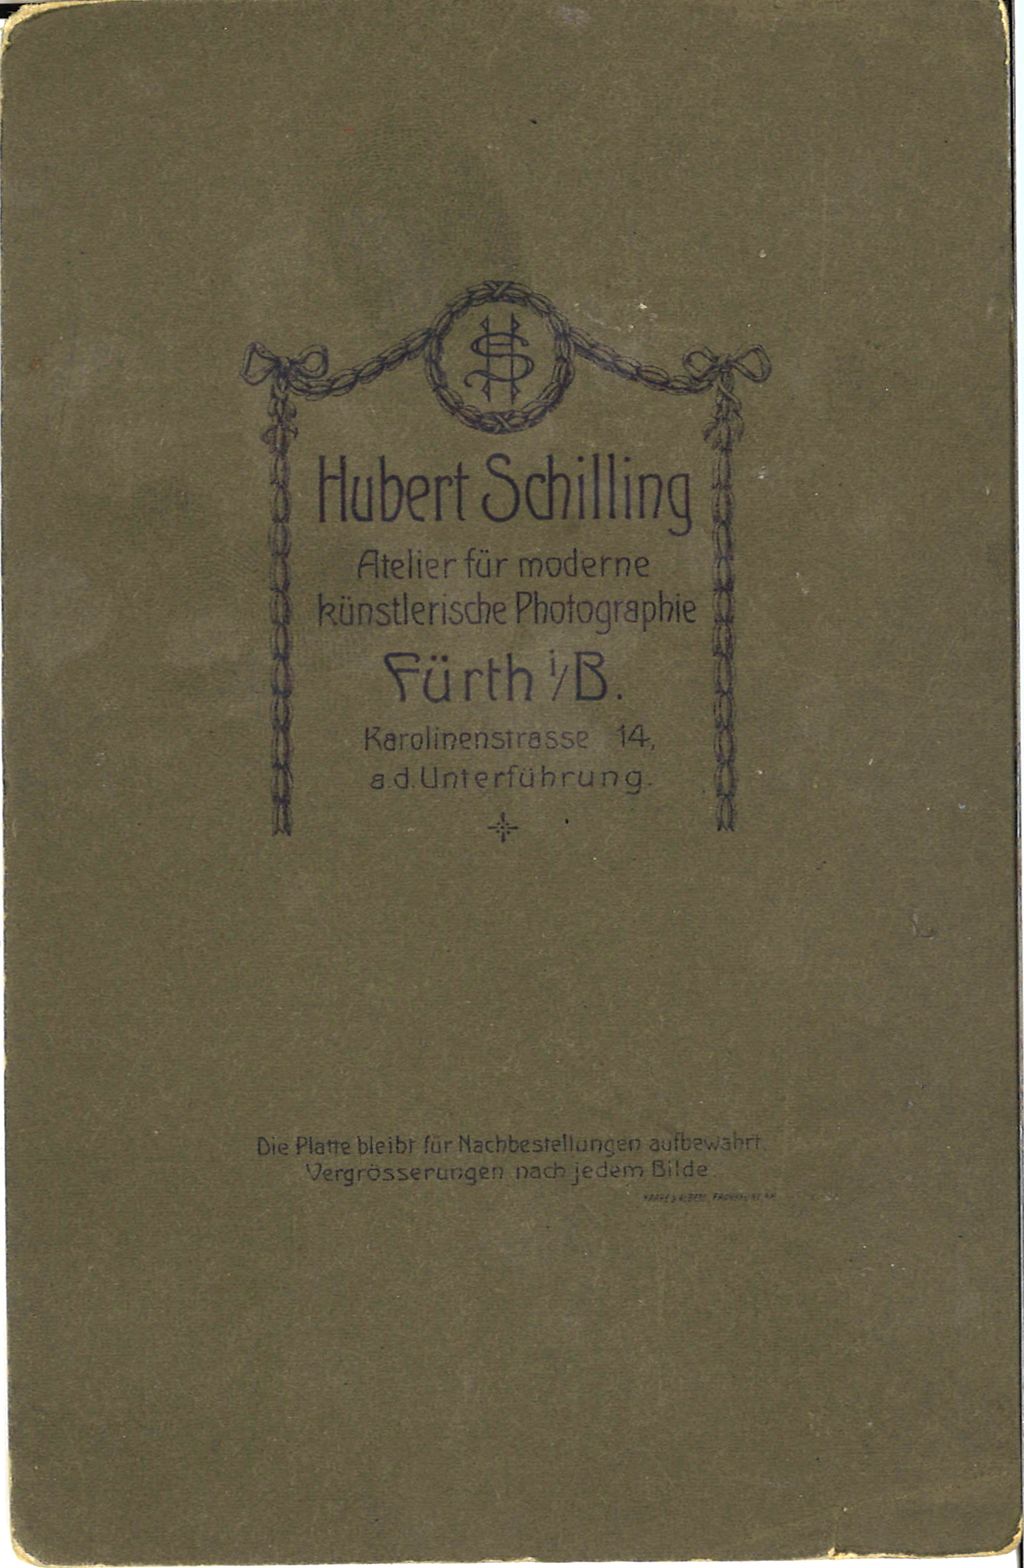 HS
Hubert Schilling
Atelier für moderne
künstlerische Photographie
Fürth i/B.
Karolinenstrasse 14,
a d. Unterführung.
Die Platte bleibt für Nachbestellungen aufbewahrt.
Vergrösserungen nach jedem Bilde.